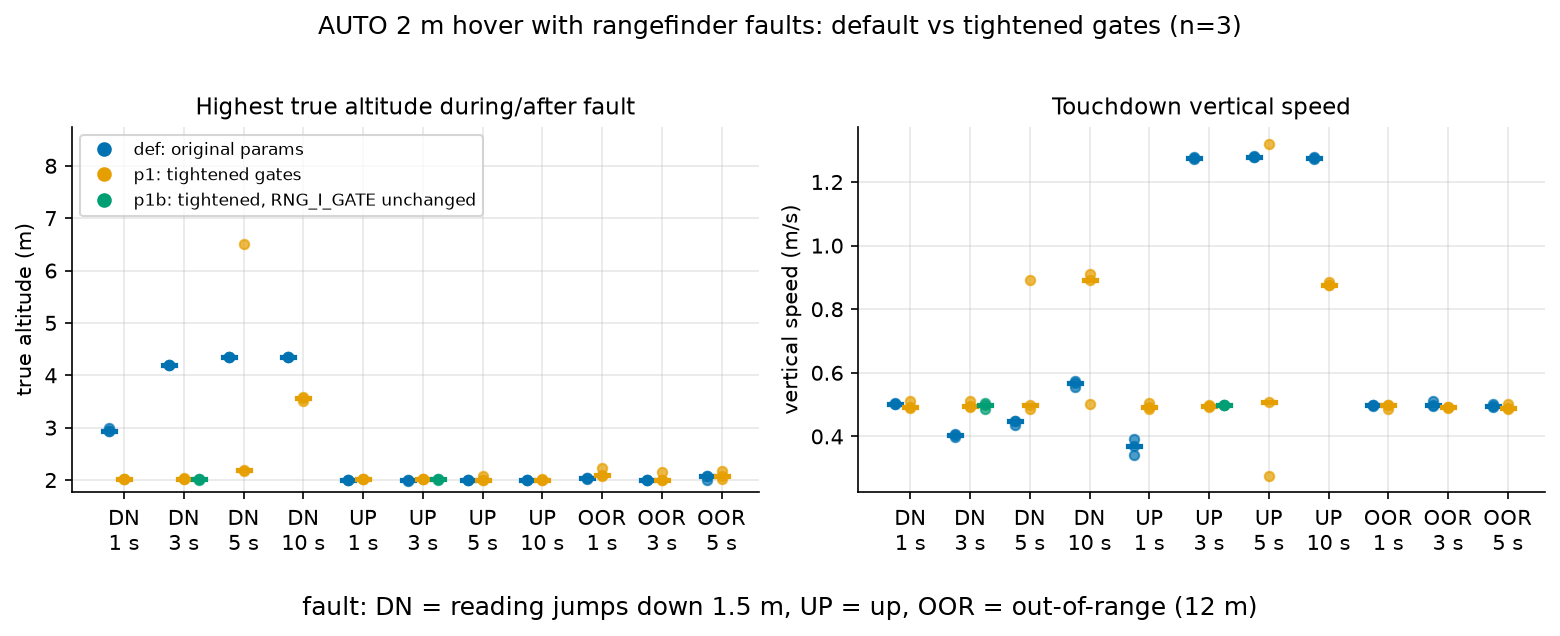 AUTO 2 m hover with rangefinder faults: default vs tightened gates (n=3)
Highest true altitude during/after fault
true altitude (m)
8
7
6
5
4
3
2
def: original params
p1: tightened gates
p1b: tightened, RNG_I_GATE unchanged
DN DN DN DN UP UP UP UP OOR OOR OOR
1 s 3 s 5 s 10 s 1 s 3 s 5 s 10 s 1 s 3 s 5 s
Touchdown vertical speed
vertical speed (m/s)
1.2
1.0
0.8
0.6
0.4
DN DN DN DN UP UP UP UP OOR OOR OOR
1 s 3 s 5 s 10 s 1 s 3 s 5 s 10 s 1 s 3 s 5 s
fault: DN = reading jumps down 1.5 m, UP = up, OOR = out-of-range (12 m)